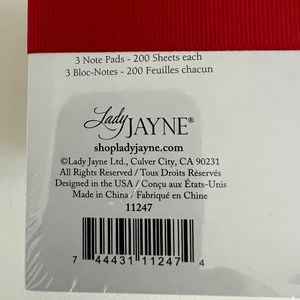 3 Note Pads - 200 Sheets each
3 Bloc-Notes - 200 Feuilles chacun
Lady
JAYNE®
shopladyjayne.com
©Lady Jayne Ltd., Culver City, CA 90231
All Rights Reserved / Tous Droits Réservés
Designed in the USA / Conçu aux États-Unis
Made in China / Fabriqué en Chine
11247
7 44431 11247 4